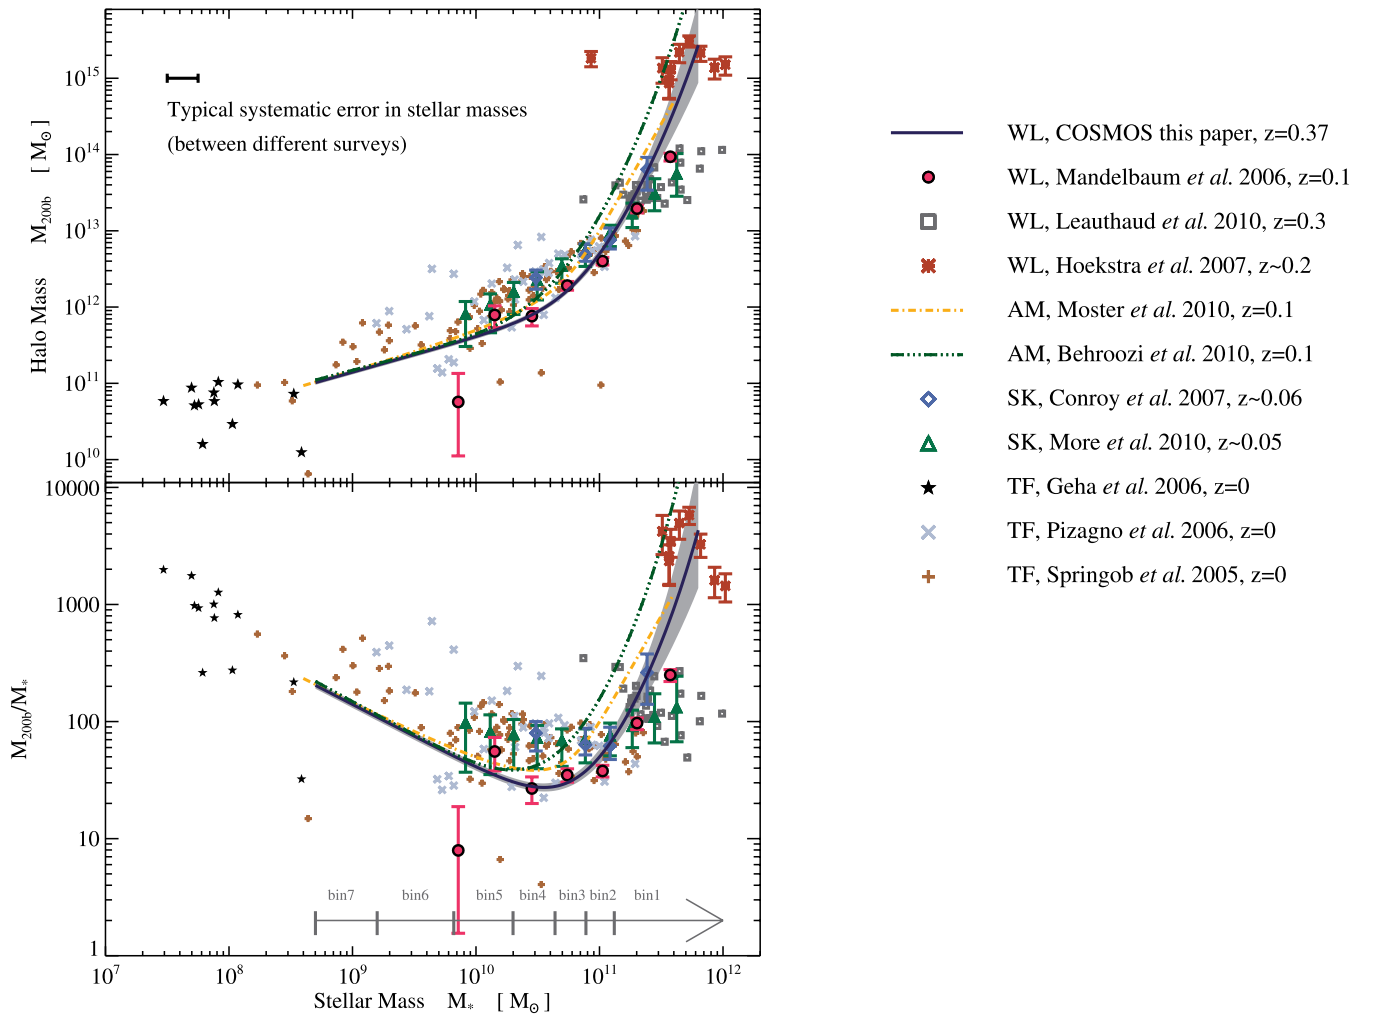 Halo Mass M200b [ M⊙ ]
10^15
10^14
10^13
10^12
10^11
10^10
Typical systematic error in stellar masses
(between different surveys)
M200b/M*
10000
1000
100
10
1
bin7 bin6 bin5 bin4 bin3 bin2 bin1
10^7 10^8 10^9 10^10 10^11 10^12
Stellar Mass M* [ M⊙ ]
WL, COSMOS this paper, z=0.37
WL, Mandelbaum et al. 2006, z=0.1
WL, Leauthaud et al. 2010, z=0.3
WL, Hoekstra et al. 2007, z~0.2
AM, Moster et al. 2010, z=0.1
AM, Behroozi et al. 2010, z=0.1
SK, Conroy et al. 2007, z~0.06
SK, More et al. 2010, z~0.05
TF, Geha et al. 2006, z=0
TF, Pizagno et al. 2006, z=0
TF, Springob et al. 2005, z=0